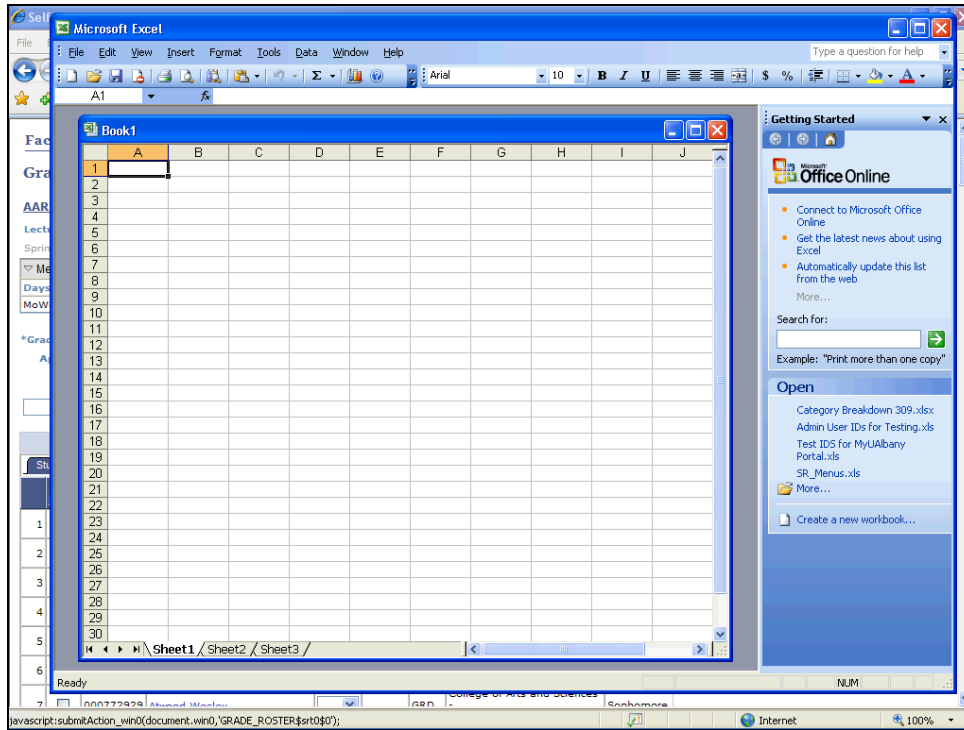 Self
Microsoft Excel
File
File Edit View Insert Format Tools Data Window Help
Type a question for help
Arial 10 B I U $ %
A1 fx
Getting Started
Book1
Fac
Gra
AAR
Lectu
Sprin
Me
Days
MoW
*Grad
Stu
A B C D E F G H I J
1
2
3
4
5
6
7
8
9
10
11
12
13
14
15
16
17
18
19
20
21
22
23
24
25
26
27
28
29
30
Sheet1 Sheet2 Sheet3
Microsoft
Office Online
Connect to Microsoft Office
Online
Get the latest news about using
Excel
Automatically update this list
from the web
More...
Search for:
Example: "Print more than one copy"
Open
Category Breakdown 309.xlsx
Admin User IDs for Testing.xls
Test IDS for MyUAlbany
Portal.xls
SR_Menus.xls
More...
Create a new workbook...
1
2
3
4
5
6
Ready NUM
College of Arts and Sciences
7 000772929 Atwood Wesley GRD - Sophomore
javascript:submitAction_win0(document.win0,'GRADE_ROSTER$srt0$0'); Internet 100%